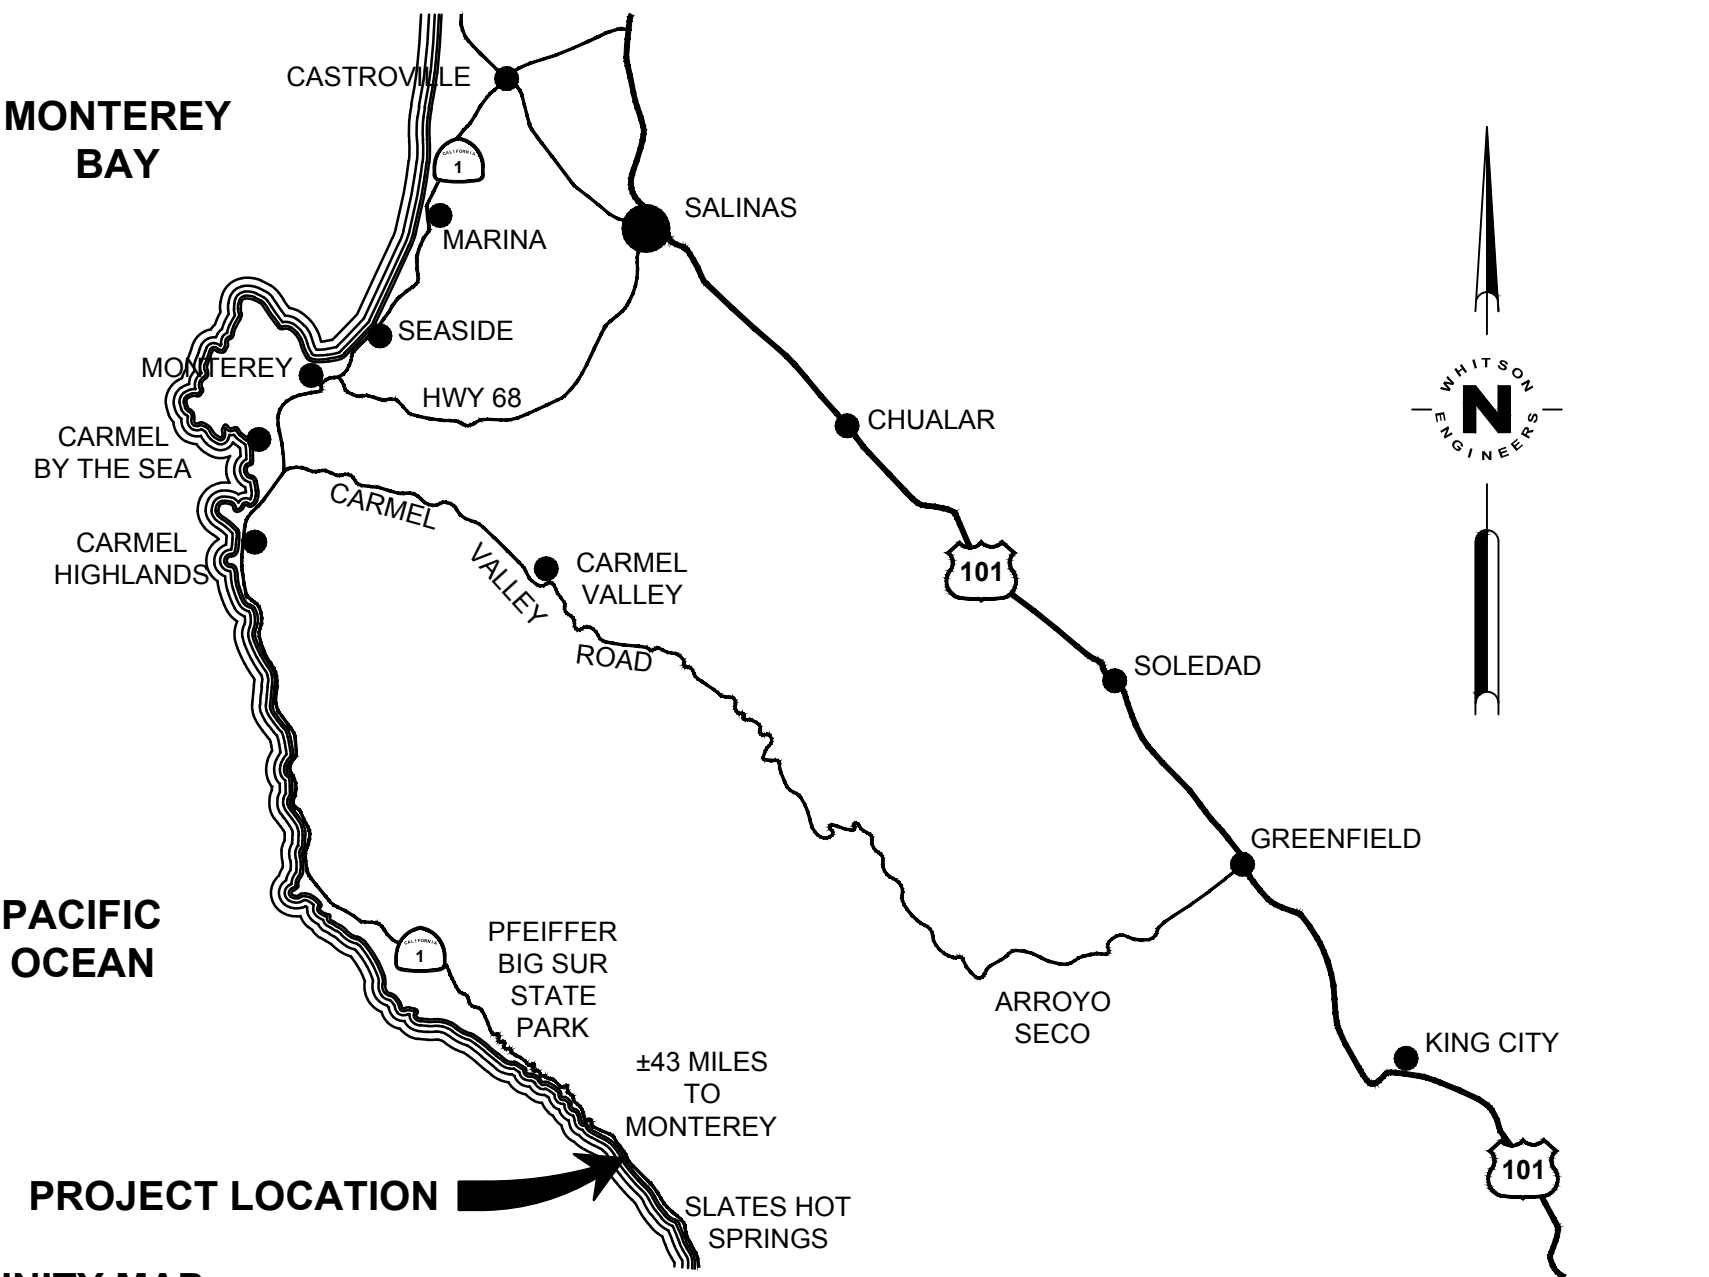 CASTROVILLE
MONTEREY
BAY
CALIFORNIA
1
SALINAS
MARINA
SEASIDE
MONTEREY
HWY 68
WHITSON
N
ENGINEERS
CARMEL
BY THE SEA
CHUALAR
CARMEL
VALLEY
ROAD
CARMEL
HIGHLANDS
CARMEL
VALLEY
101
SOLEDAD
GREENFIELD
PACIFIC
OCEAN
CALIFORNIA
1
PFEIFFER
BIG SUR
STATE
PARK
ARROYO
SECO
KING CITY
±43 MILES
TO
MONTEREY
101
PROJECT LOCATION
SLATES HOT
SPRINGS